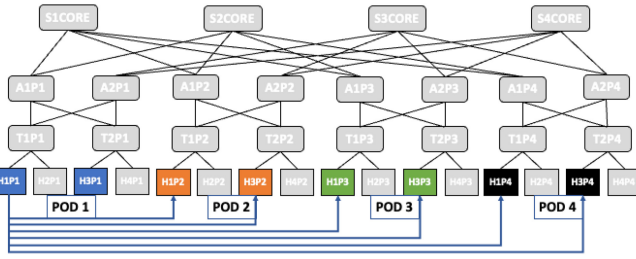 S1CORE S2CORE S3CORE S4CORE
A1P1 A2P1 A1P2 A2P2 A1P3 A2P3 A1P4 A2P4
T1P1 T2P1 T1P2 T2P2 T1P3 T2P3 T1P4 T2P4
H1P1 H2P1 H3P1 H4P1 H1P2 H2P2 H3P2 H4P2 H1P3 H2P3 H3P3 H4P3 H1P4 H2P4 H3P4 H4P4
POD 1 POD 2 POD 3 POD 4